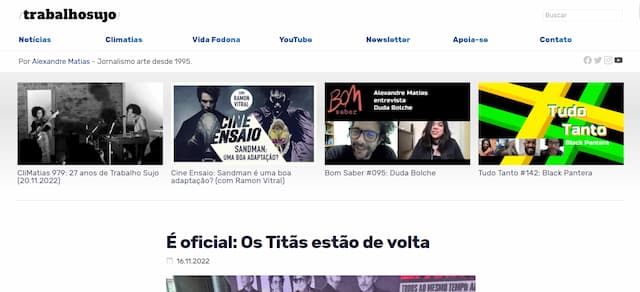 /trabalhosujo/
Buscar
Notícias
Climatias
Vida Fodona
YouTube
Newsletter
Apoia-se
Contato
Por Alexandre Matias - Jornalismo arte desde 1995.
COM
RAMON
VITRAL
CINE
ENSAIO
SANDMAN:
UMA BOA ADAPTAÇÃO?
BOM
saber
Alexandre Matias
entrevista
Duda Bolche
Tudo
Tanto
Black Pantera
CliMatias 979: 27 anos de Trabalho Sujo
(20.11.2022)
Cine Ensaio: Sandman é uma boa
adaptação? (com Ramon Vitral)
Bom Saber #095: Duda Bolche
Tudo Tanto #142: Black Pantera
É oficial: Os Titãs estão de volta
16.11.2022
TODOS AO MESMO TEMPO AGORA